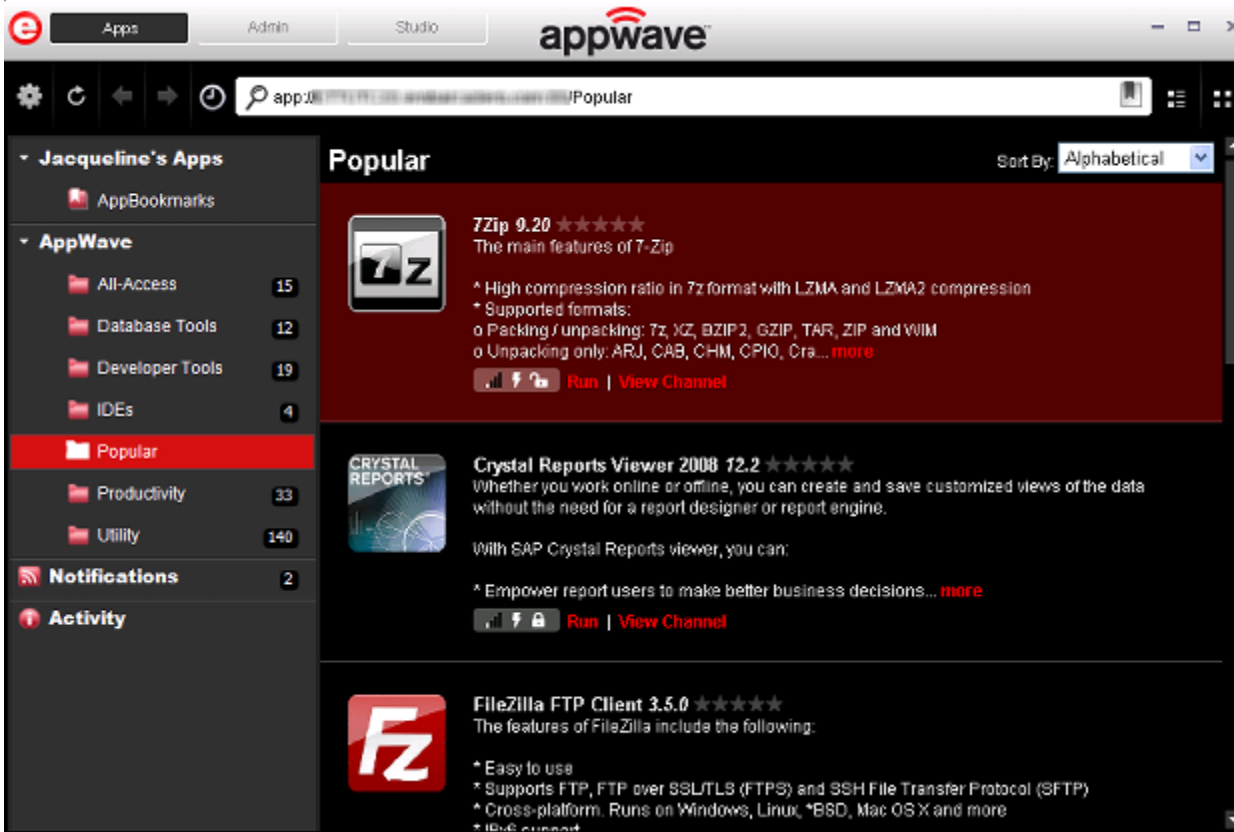 e Apps Admin Studio appwave
app:// /Popular
Jacqueline's Apps
AppBookmarks
AppWave
All-Access 15
Database Tools 12
Developer Tools 19
IDEs 4
Popular
Productivity 33
Utility 140
Notifications 2
Activity
Popular
Sort By: Alphabetical
7z
7Zip 9.20
The main features of 7-Zip
* High compression ratio in 7z format with LZMA and LZMA2 compression
* Supported formats:
o Packing / unpacking: 7z, XZ, BZIP2, GZIP, TAR, ZIP and WIM
o Unpacking only: ARJ, CAB, CHM, CPIO, Cra... more
Run | View Channel
CRYSTAL
REPORTS
Crystal Reports Viewer 2008 12.2
Whether you work online or offline, you can create and save customized views of the data
without the need for a report designer or report engine.
With SAP Crystal Reports viewer, you can:
* Empower report users to make better business decisions... more
Run | View Channel
Fz
FileZilla FTP Client 3.5.0
The features of FileZilla include the following:
* Easy to use
* Supports FTP, FTP over SSL/TLS (FTPS) and SSH File Transfer Protocol (SFTP)
* Cross-platform. Runs on Windows, Linux, *BSD, Mac OS X and more
* IPv6 support